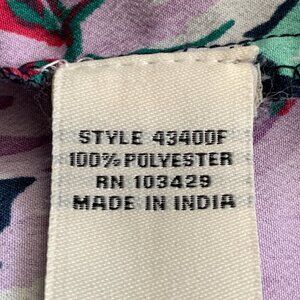 STYLE 43400F
100% POLYESTER
RN 103429
MADE IN INDIA